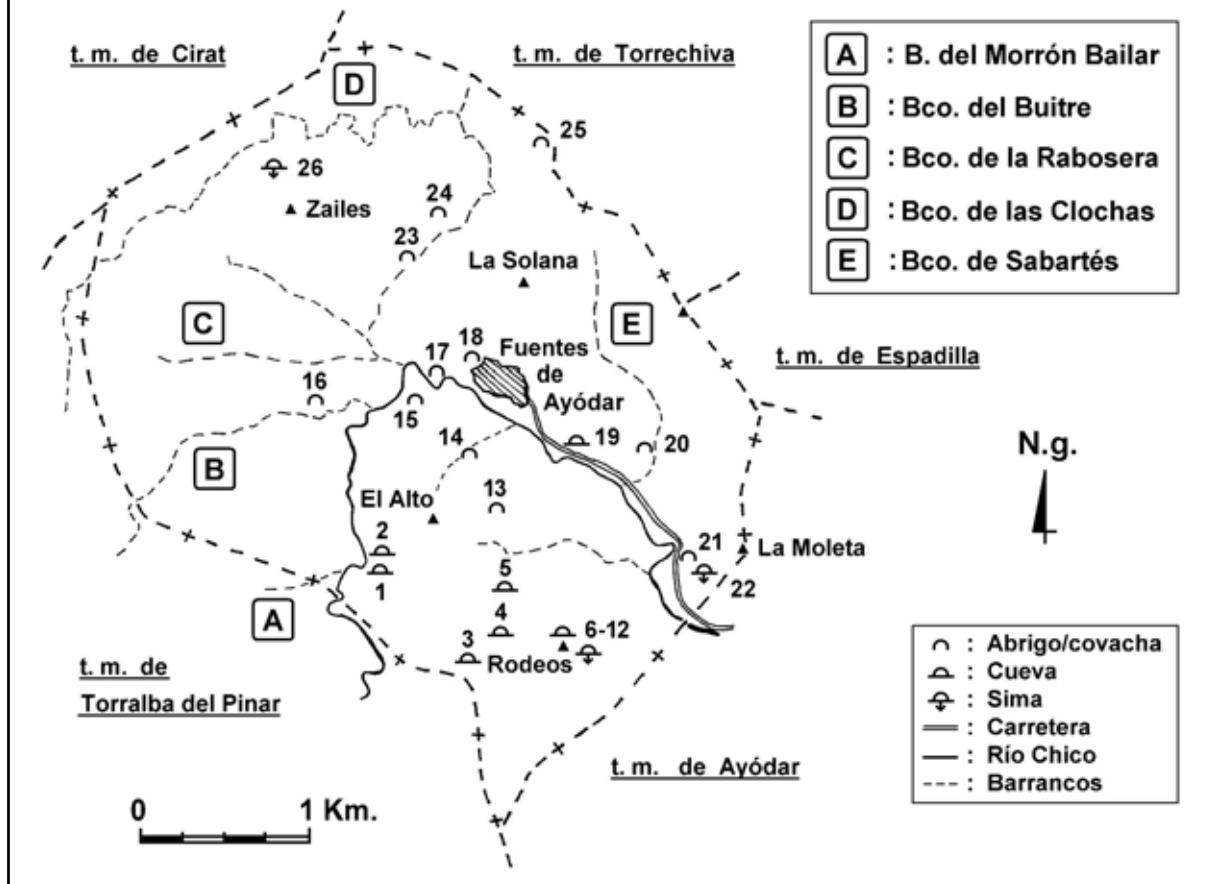 t. m. de Cirat
t. m. de Torrechiva
D
25
26
Zailes
24
23
La Solana
C
E
18
17
Fuentes
de
Ayódar
t. m. de Espadilla
16
15
14
19
20
B
13
El Alto
N.g.
2
1
21
La Moleta
22
5
A
4
6-12
3
Rodeos
t. m. de
Torralba del Pinar
t. m. de Ayódar
0 1 Km.
A : B. del Morrón Bailar
B : Bco. del Buitre
C : Bco. de la Rabosera
D : Bco. de las Clochas
E : Bco. de Sabartés
: Abrigo/covacha
: Cueva
: Sima
: Carretera
: Río Chico
: Barrancos